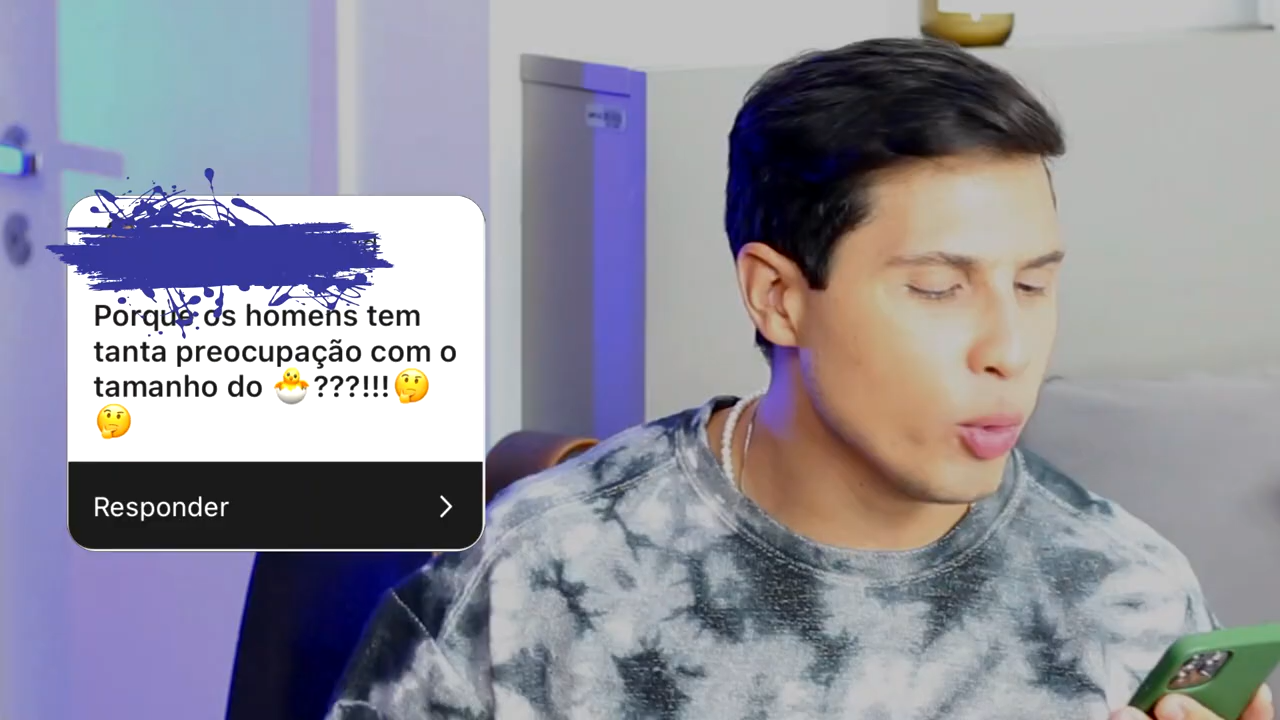 Porque os homens tem
tanta preocupação com o
tamanho do 🐣???!!!🤔
🤔
Responder